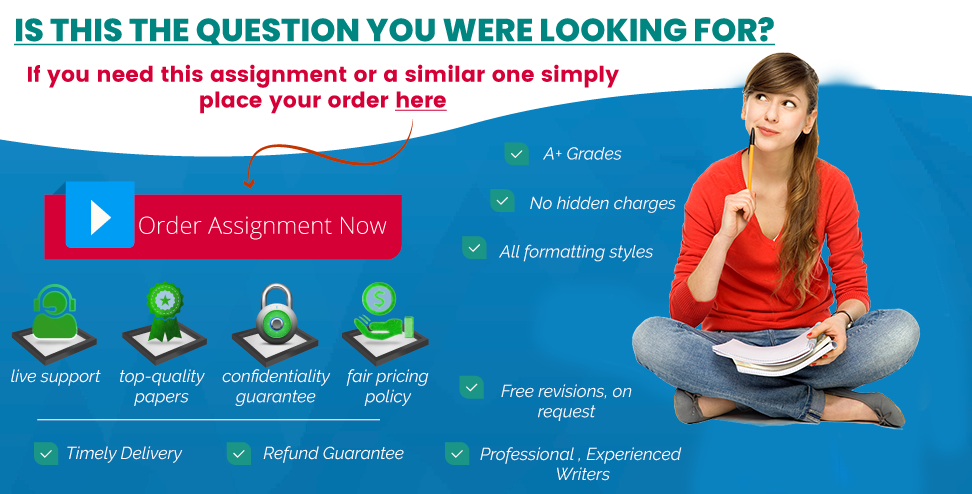 IS THIS THE QUESTION YOU WERE LOOKING FOR?
If you need this assignment or a similar one simply
place your order here
Order Assignment Now
A+ Grades
No hidden charges
All formatting styles
$
live support
top-quality
papers
confidentiality
guarantee
fair pricing
policy
Free revisions, on
request
Timely Delivery
Refund Guarantee
Professional , Experienced
Writers